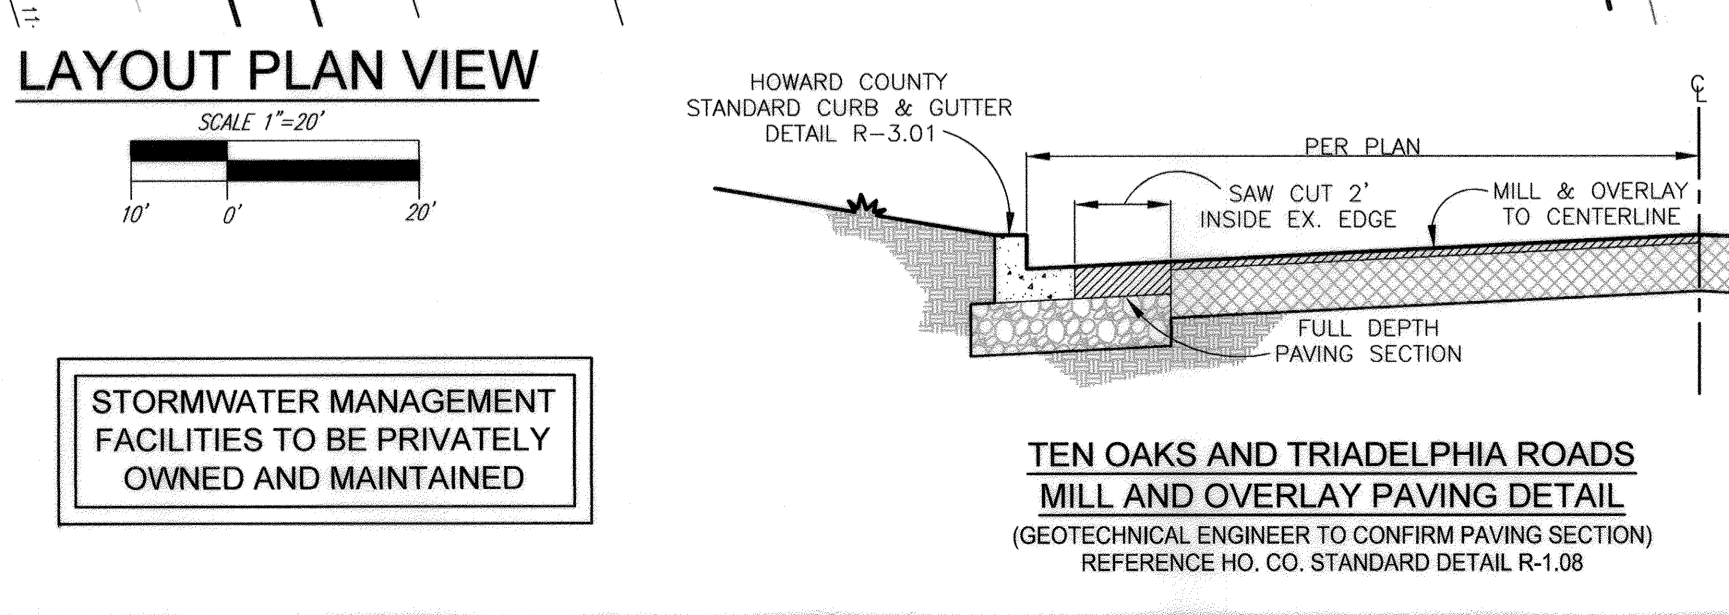 11.
LAYOUT PLAN VIEW
SCALE 1"=20'
10' 0' 20'
STORMWATER MANAGEMENT
FACILITIES TO BE PRIVATELY
OWNED AND MAINTAINED
HOWARD COUNTY
STANDARD CURB & GUTTER
DETAIL R-3.01
℄
PER PLAN
SAW CUT 2'
INSIDE EX. EDGE
MILL & OVERLAY
TO CENTERLINE
FULL DEPTH
PAVING SECTION
TEN OAKS AND TRIADELPHIA ROADS
MILL AND OVERLAY PAVING DETAIL
(GEOTECHNICAL ENGINEER TO CONFIRM PAVING SECTION)
REFERENCE HO. CO. STANDARD DETAIL R-1.08